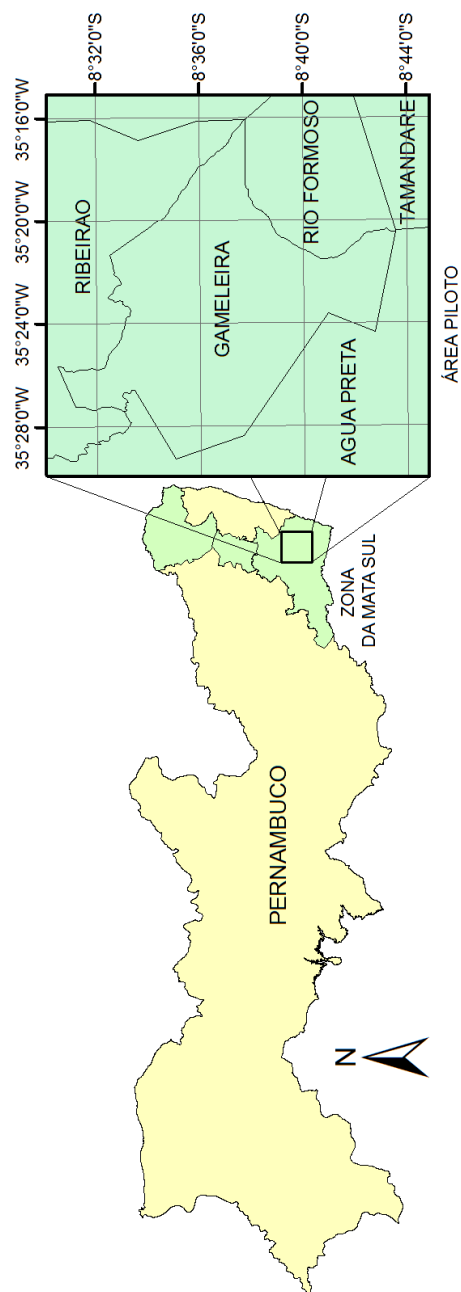 35°28'0"W
35°24'0"W
35°20'0"W
35°16'0"W
8°32'0"S
8°36'0"S
8°40'0"S
8°44'0"S
RIBEIRAO
GAMELEIRA
RIO FORMOSO
AGUA PRETA
TAMANDARE
ÁREA PILOTO
PERNAMBUCO
ZONA
DA MATA SUL
N